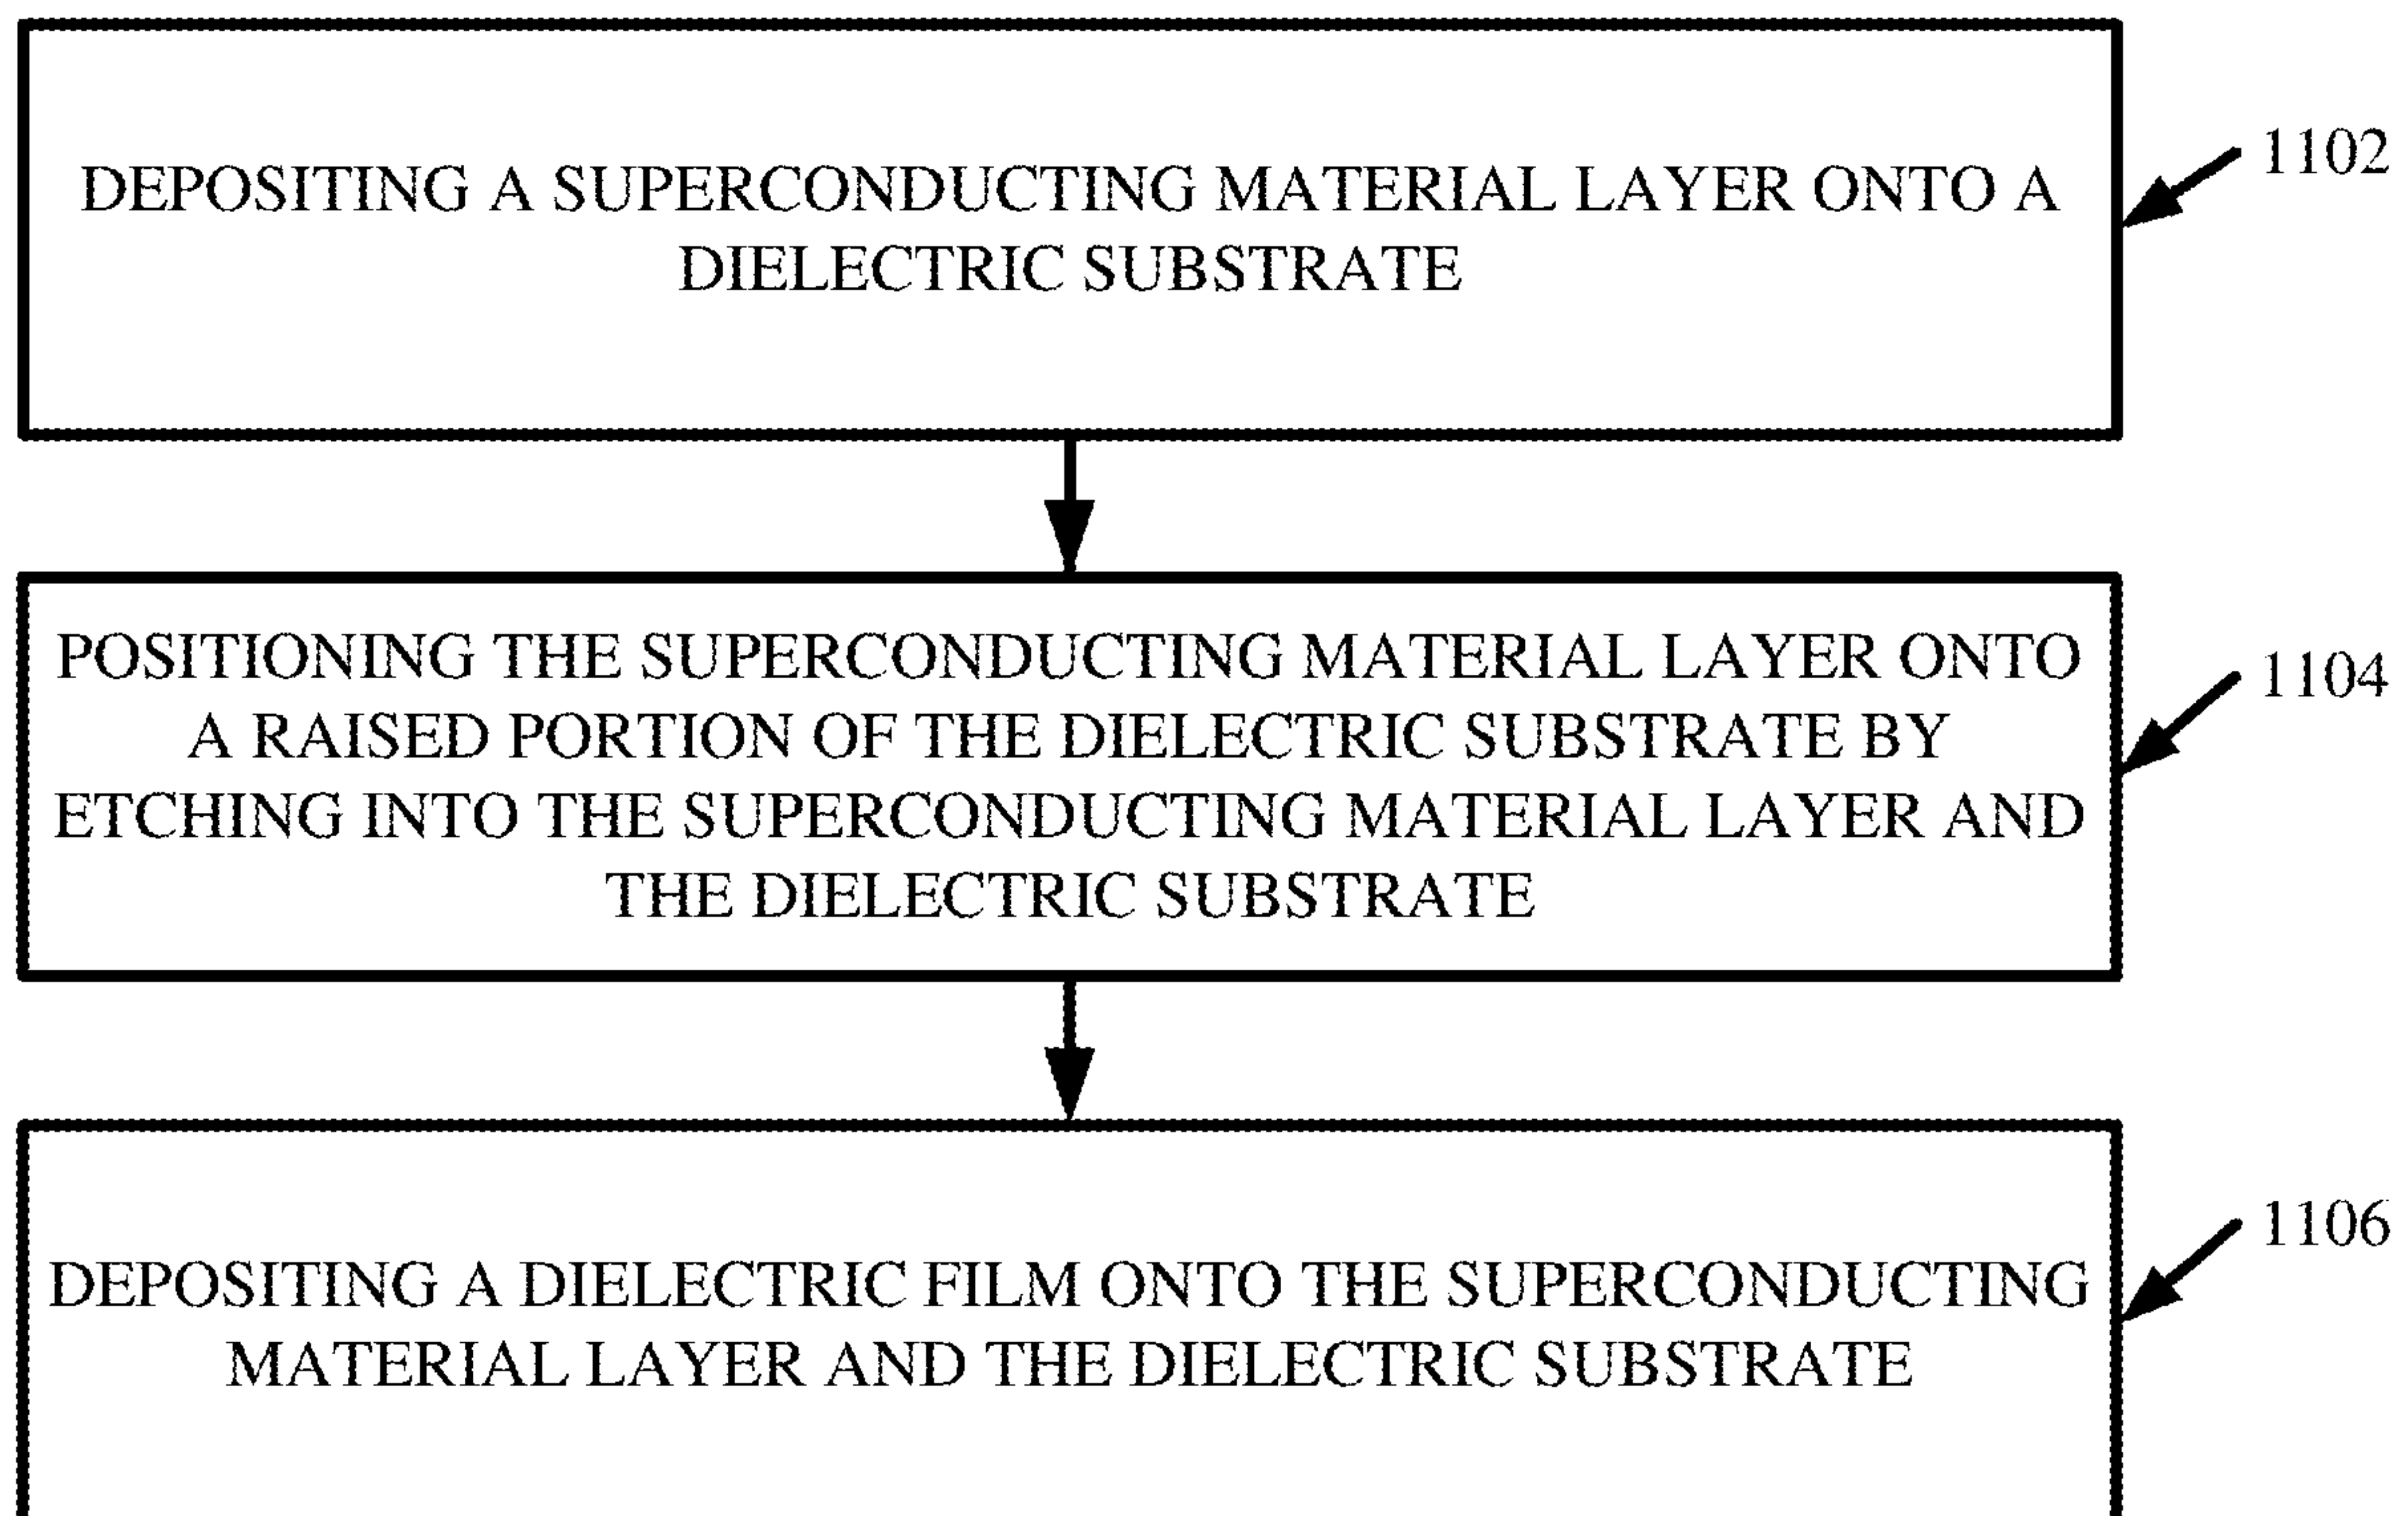 DEPOSITING A SUPERCONDUCTING MATERIAL LAYER ONTO A
DIELECTRIC SUBSTRATE
1102
POSITIONING THE SUPERCONDUCTING MATERIAL LAYER ONTO
A RAISED PORTION OF THE DIELECTRIC SUBSTRATE BY
ETCHING INTO THE SUPERCONDUCTING MATERIAL LAYER AND
THE DIELECTRIC SUBSTRATE
1104
DEPOSITING A DIELECTRIC FILM ONTO THE SUPERCONDUCTING
MATERIAL LAYER AND THE DIELECTRIC SUBSTRATE
1106